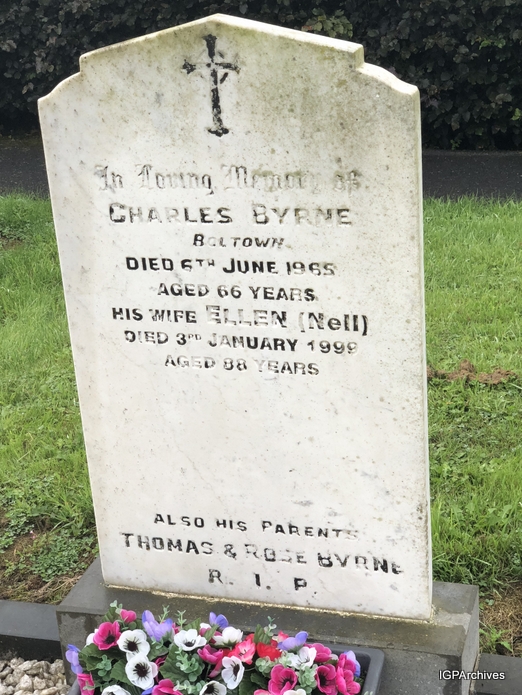 In Loving Memory of
CHARLES BYRNE
BOLTOWN
DIED 6TH JUNE 1965
AGED 66 YEARS
HIS WIFE ELLEN (Nell)
DIED 3RD JANUARY 1999
AGED 88 YEARS
ALSO HIS PARENTS
THOMAS & ROSE BYRNE
R. I. P
IGPArchives